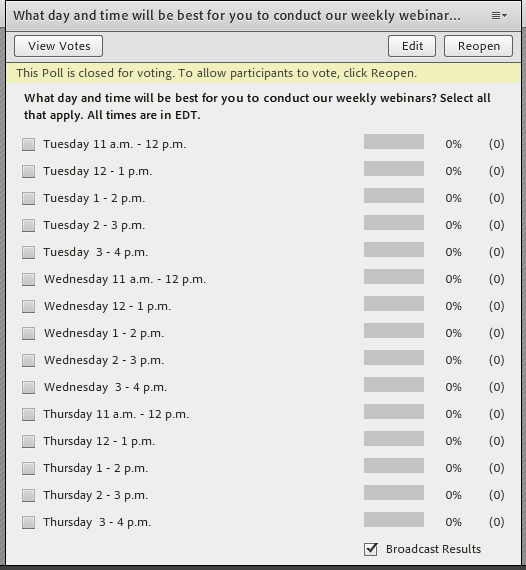 What day and time will be best for you to conduct our weekly webinar...
View Votes Edit Reopen
This Poll is closed for voting. To allow participants to vote, click Reopen.
What day and time will be best for you to conduct our weekly webinars? Select all
that apply. All times are in EDT.
Tuesday 11 a.m. - 12 p.m. 0% (0)
Tuesday 12 - 1 p.m. 0% (0)
Tuesday 1 - 2 p.m. 0% (0)
Tuesday 2 - 3 p.m. 0% (0)
Tuesday 3 - 4 p.m. 0% (0)
Wednesday 11 a.m. - 12 p.m. 0% (0)
Wednesday 12 - 1 p.m. 0% (0)
Wednesday 1 - 2 p.m. 0% (0)
Wednesday 2 - 3 p.m. 0% (0)
Wednesday 3 - 4 p.m. 0% (0)
Thursday 11 a.m. - 12 p.m. 0% (0)
Thursday 12 - 1 p.m. 0% (0)
Thursday 1 - 2 p.m. 0% (0)
Thursday 2 - 3 p.m. 0% (0)
Thursday 3 - 4 p.m. 0% (0)
Broadcast Results